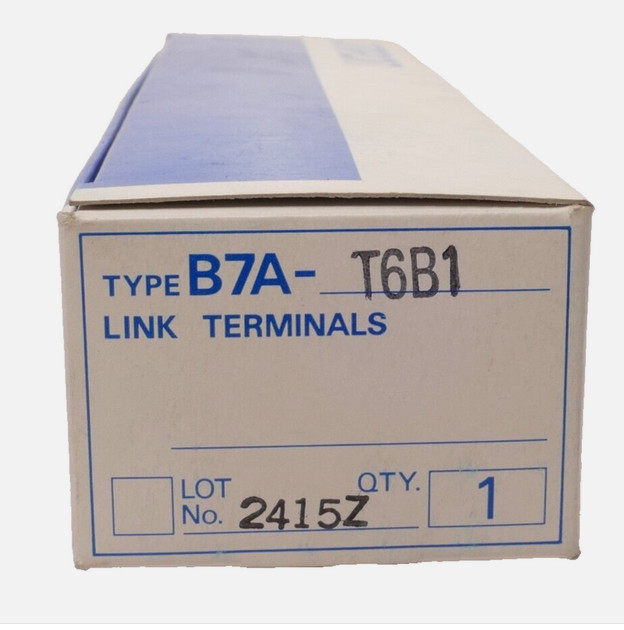 TYPE B7A- T6B1
LINK TERMINALS
LOT No. 2415Z QTY. 1